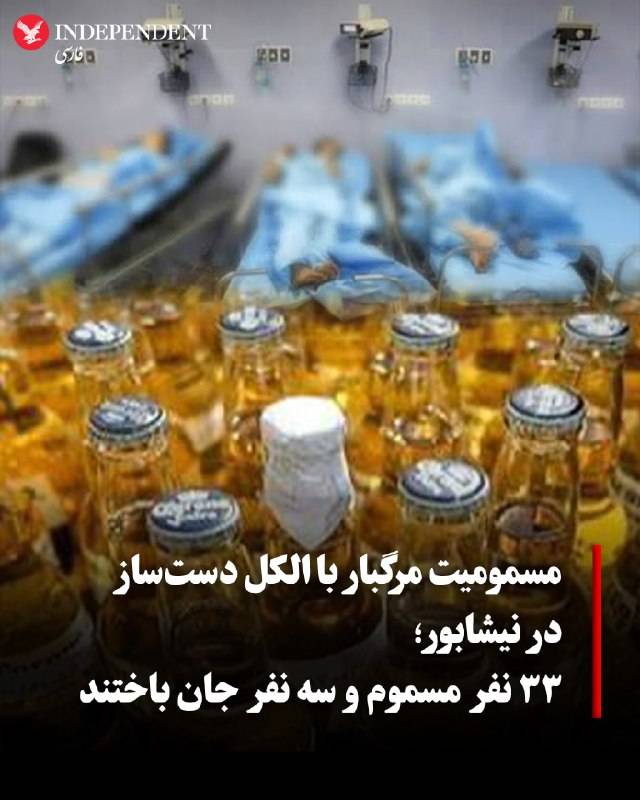 INDEPENDENT
فارسی
مسمومیت مرگبار با الکل دست‌ساز
در نیشابور؛
۳۳ نفر مسموم و سه نفر جان باختند